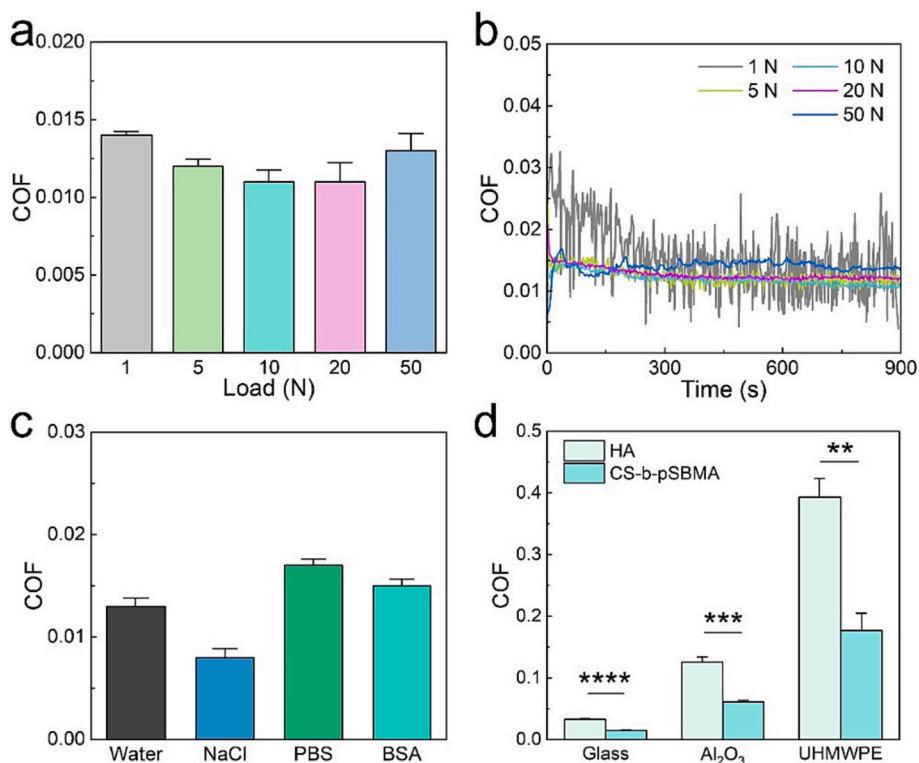 a
0.020
0.015
0.010
0.005
0.000
COF
1 5 10 20 50
Load (N)
b
0.05
0.04
0.03
0.02
0.01
0.00
COF
1 N 10 N
5 N 20 N
50 N
0 300 600 900
Time (s)
c
0.03
0.02
0.01
0.00
COF
Water NaCl PBS BSA
d
0.5
0.4
0.3
0.2
0.1
0.0
COF
HA
CS-b-pSBMA
**
***
****
Glass Al₂O₃ UHMWPE